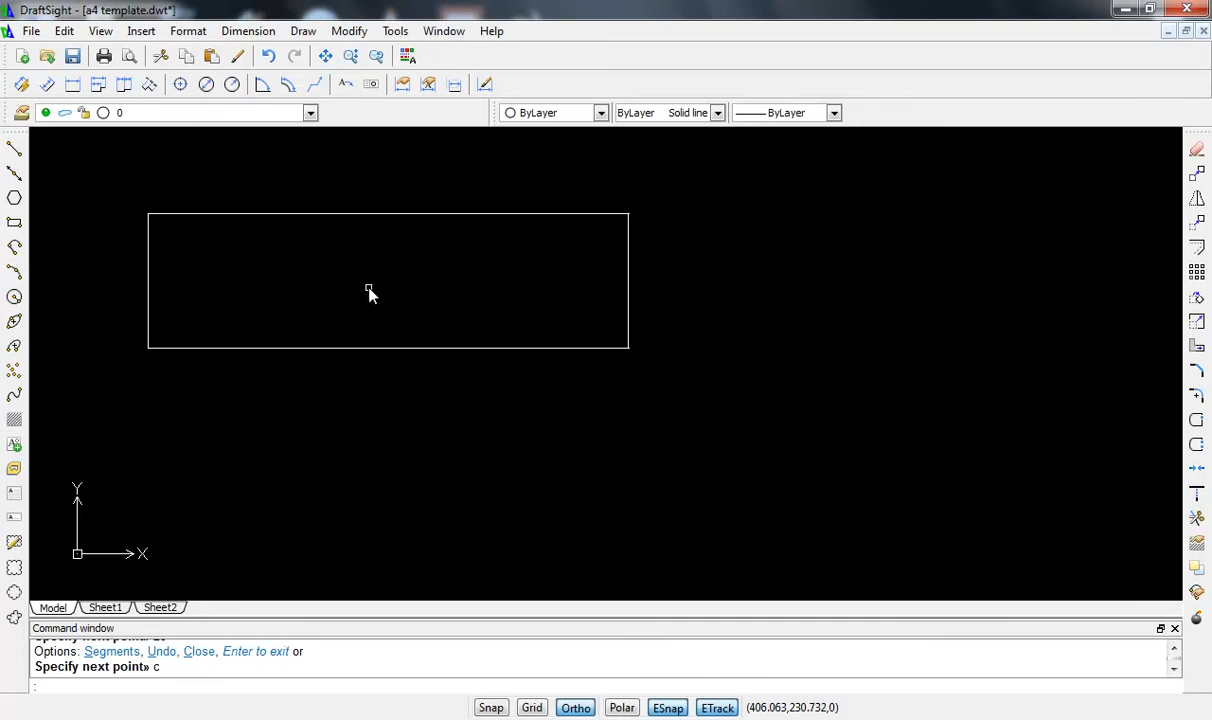 DraftSight - [a4 template.dwt*]
File Edit View Insert Format Dimension Draw Modify Tools Window Help
0 ByLayer ByLayer Solid line ByLayer
Y
X
Model Sheet1 Sheet2
Command window
Options: Segments, Undo, Close, Enter to exit or
Specify next point» c
:
Snap Grid Ortho Polar ESnap ETrack (406.063,230.732,0)